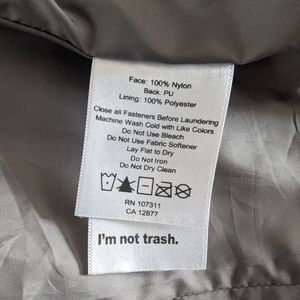 Face: 100% Nylon
Back: PU
Lining: 100% Polyester
Close all Fasteners Before Laundering
Machine Wash Cold with Like Colors
Do Not Use Bleach
Do Not Use Fabric Softener
Lay Flat to Dry
Do Not Iron
Do Not Dry Clean
RN 107311
CA 12877
I'm not trash.